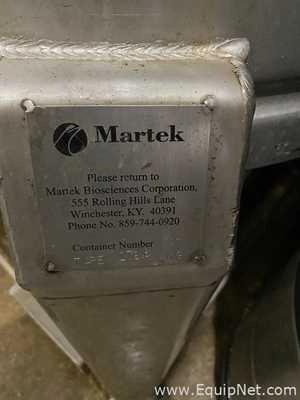 Martek
Please return to
Martek Biosciences Corporation,
555 Rolling Hills Lane
Winchester, KY. 40391
Phone No. 859-744-0920
Container Number
www.EquipNet.com